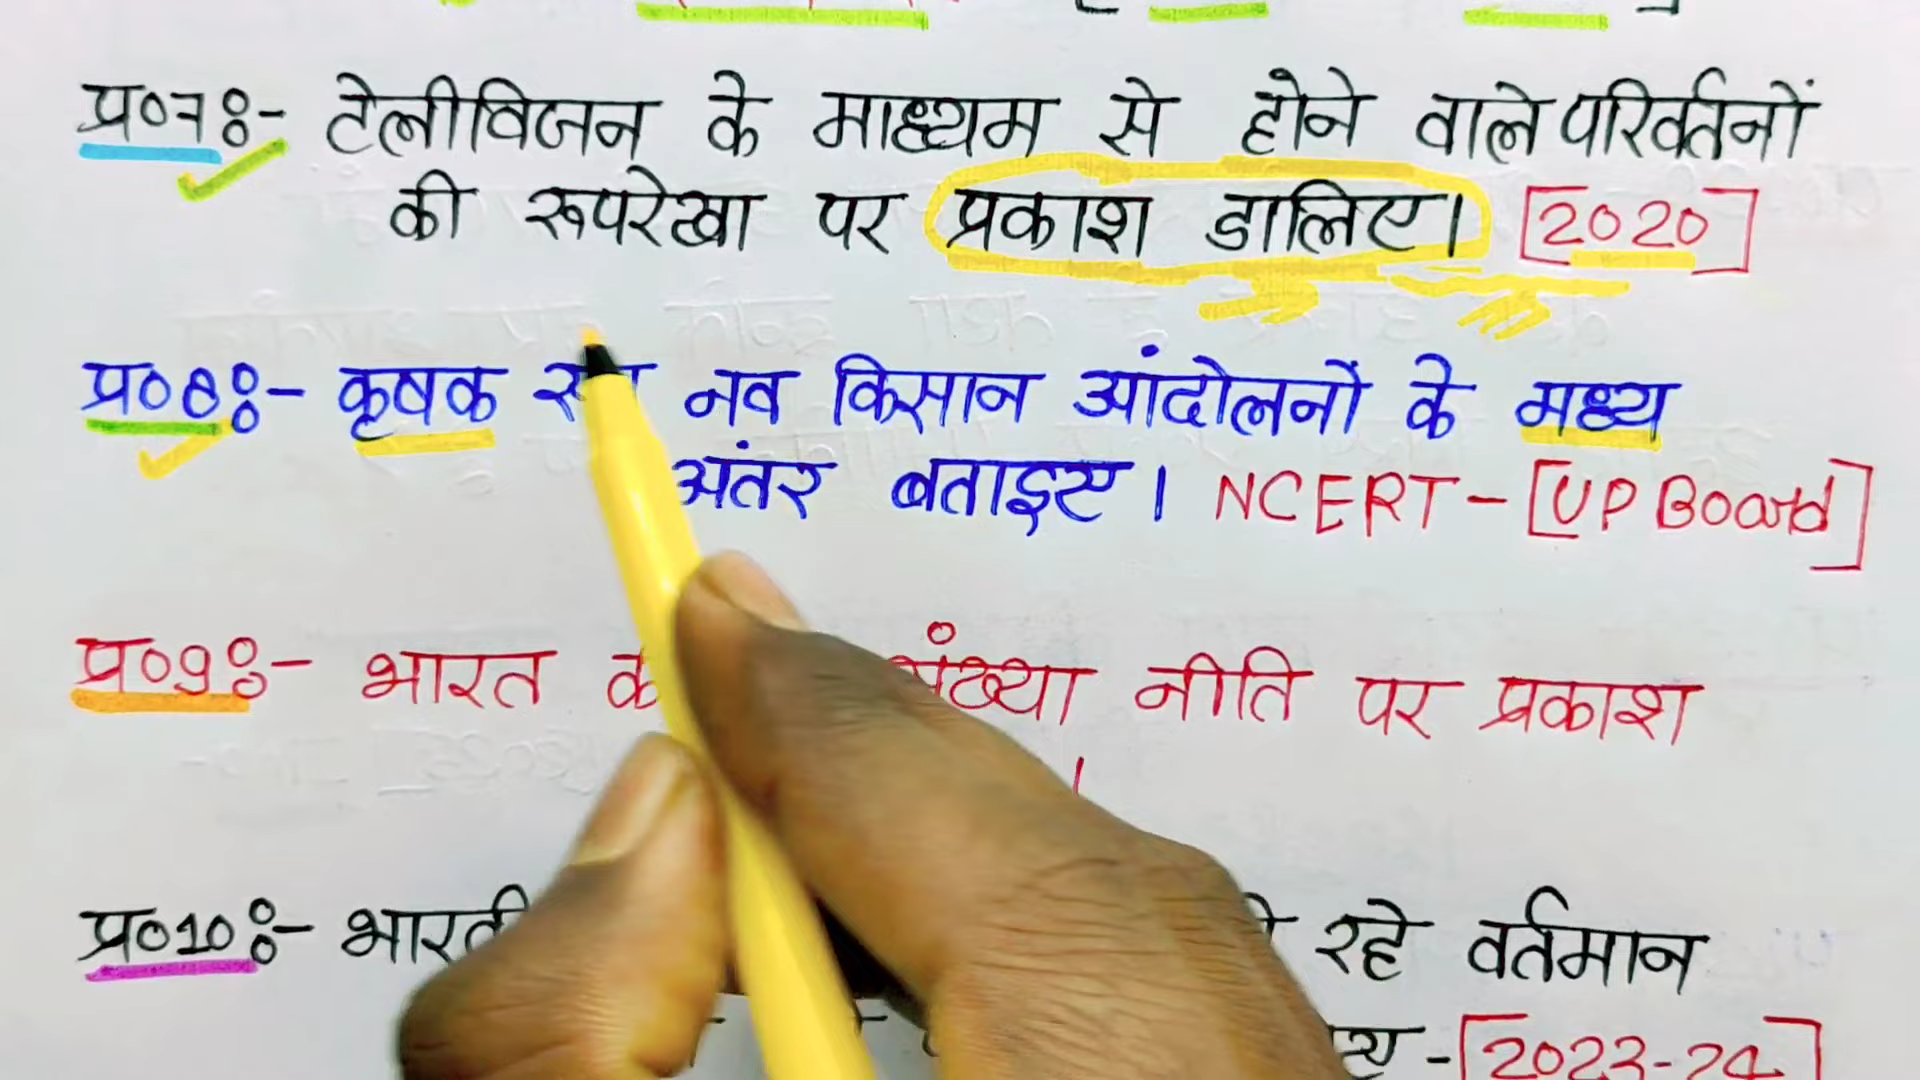 प्र०7ः- टेलीविजन के माध्यम से होने वाले परिवर्तनों
की रूपरेखा पर प्रकाश डालिए। [2020]
प्र०8ः- कृषक नव किसान आंदोलनों के मध्य
अंतर बताइए। NCERT - [UP Board]
प्र०9ः- भारत नीति पर प्रकाश
।
प्र०10ः- रहे वर्तमान
[2023-24]